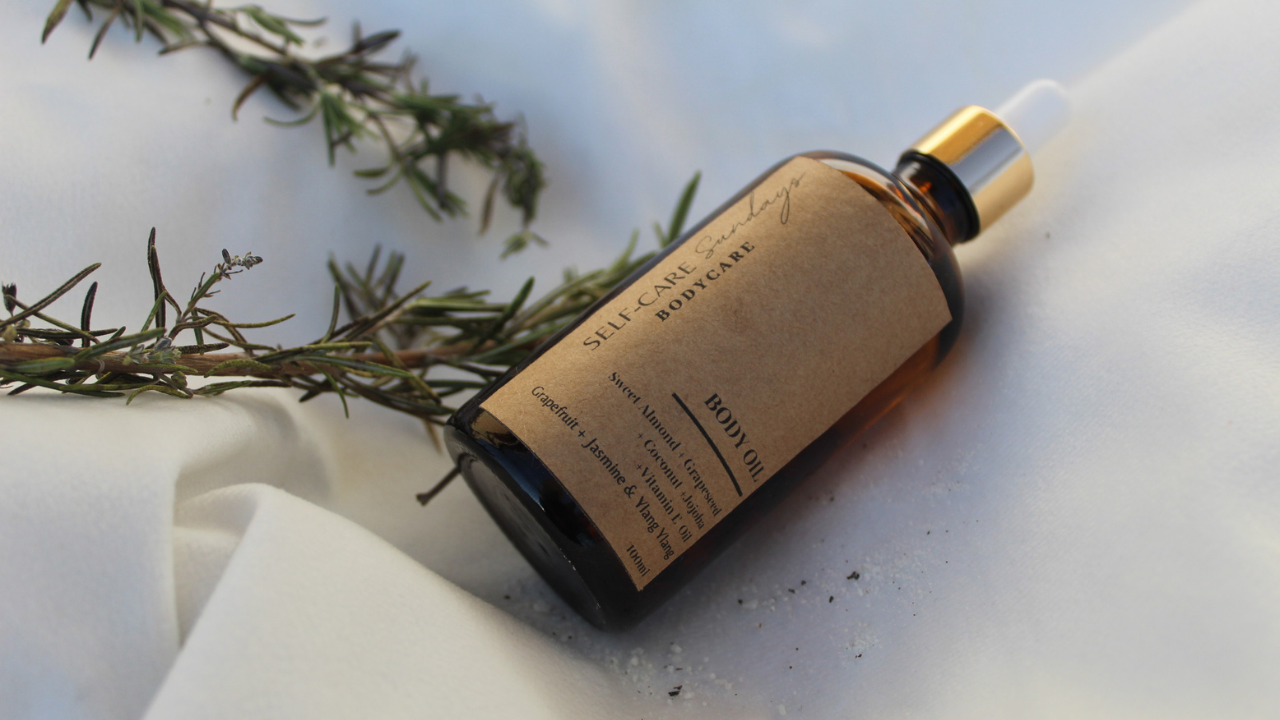 SELF-CARE Sundays
BODYCARE
BODY OIL
Sweet Almond + Grapeseed
+ Coconut +Jojoba
+Vitamin E Oil
Grapefruit + Jasmine & Ylang Ylang
100ml